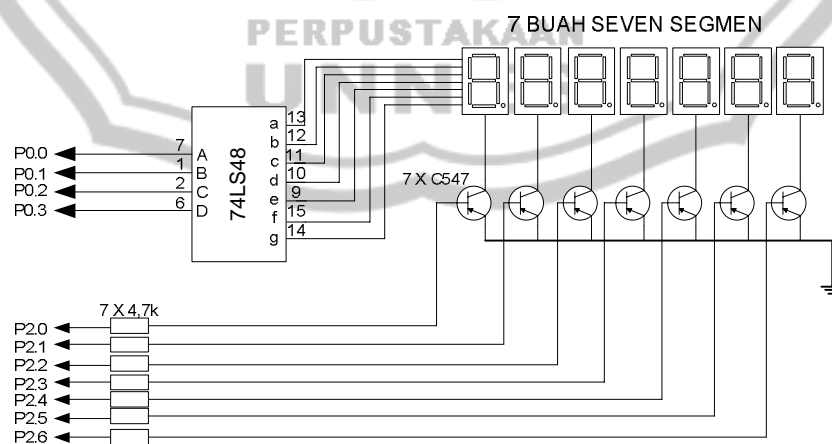 PERPUSTAKAAN
UNNES
7 BUAH SEVEN SEGMEN
74LS48
7 A
1 B
2 C
6 D
a 13
b 12
c 11
d 10
e 9
f 15
g 14
P0.0
P0.1
P0.2
P0.3
7 X C547
7 X 4,7k
P2.0
P2.1
P2.2
P2.3
P2.4
P2.5
P2.6